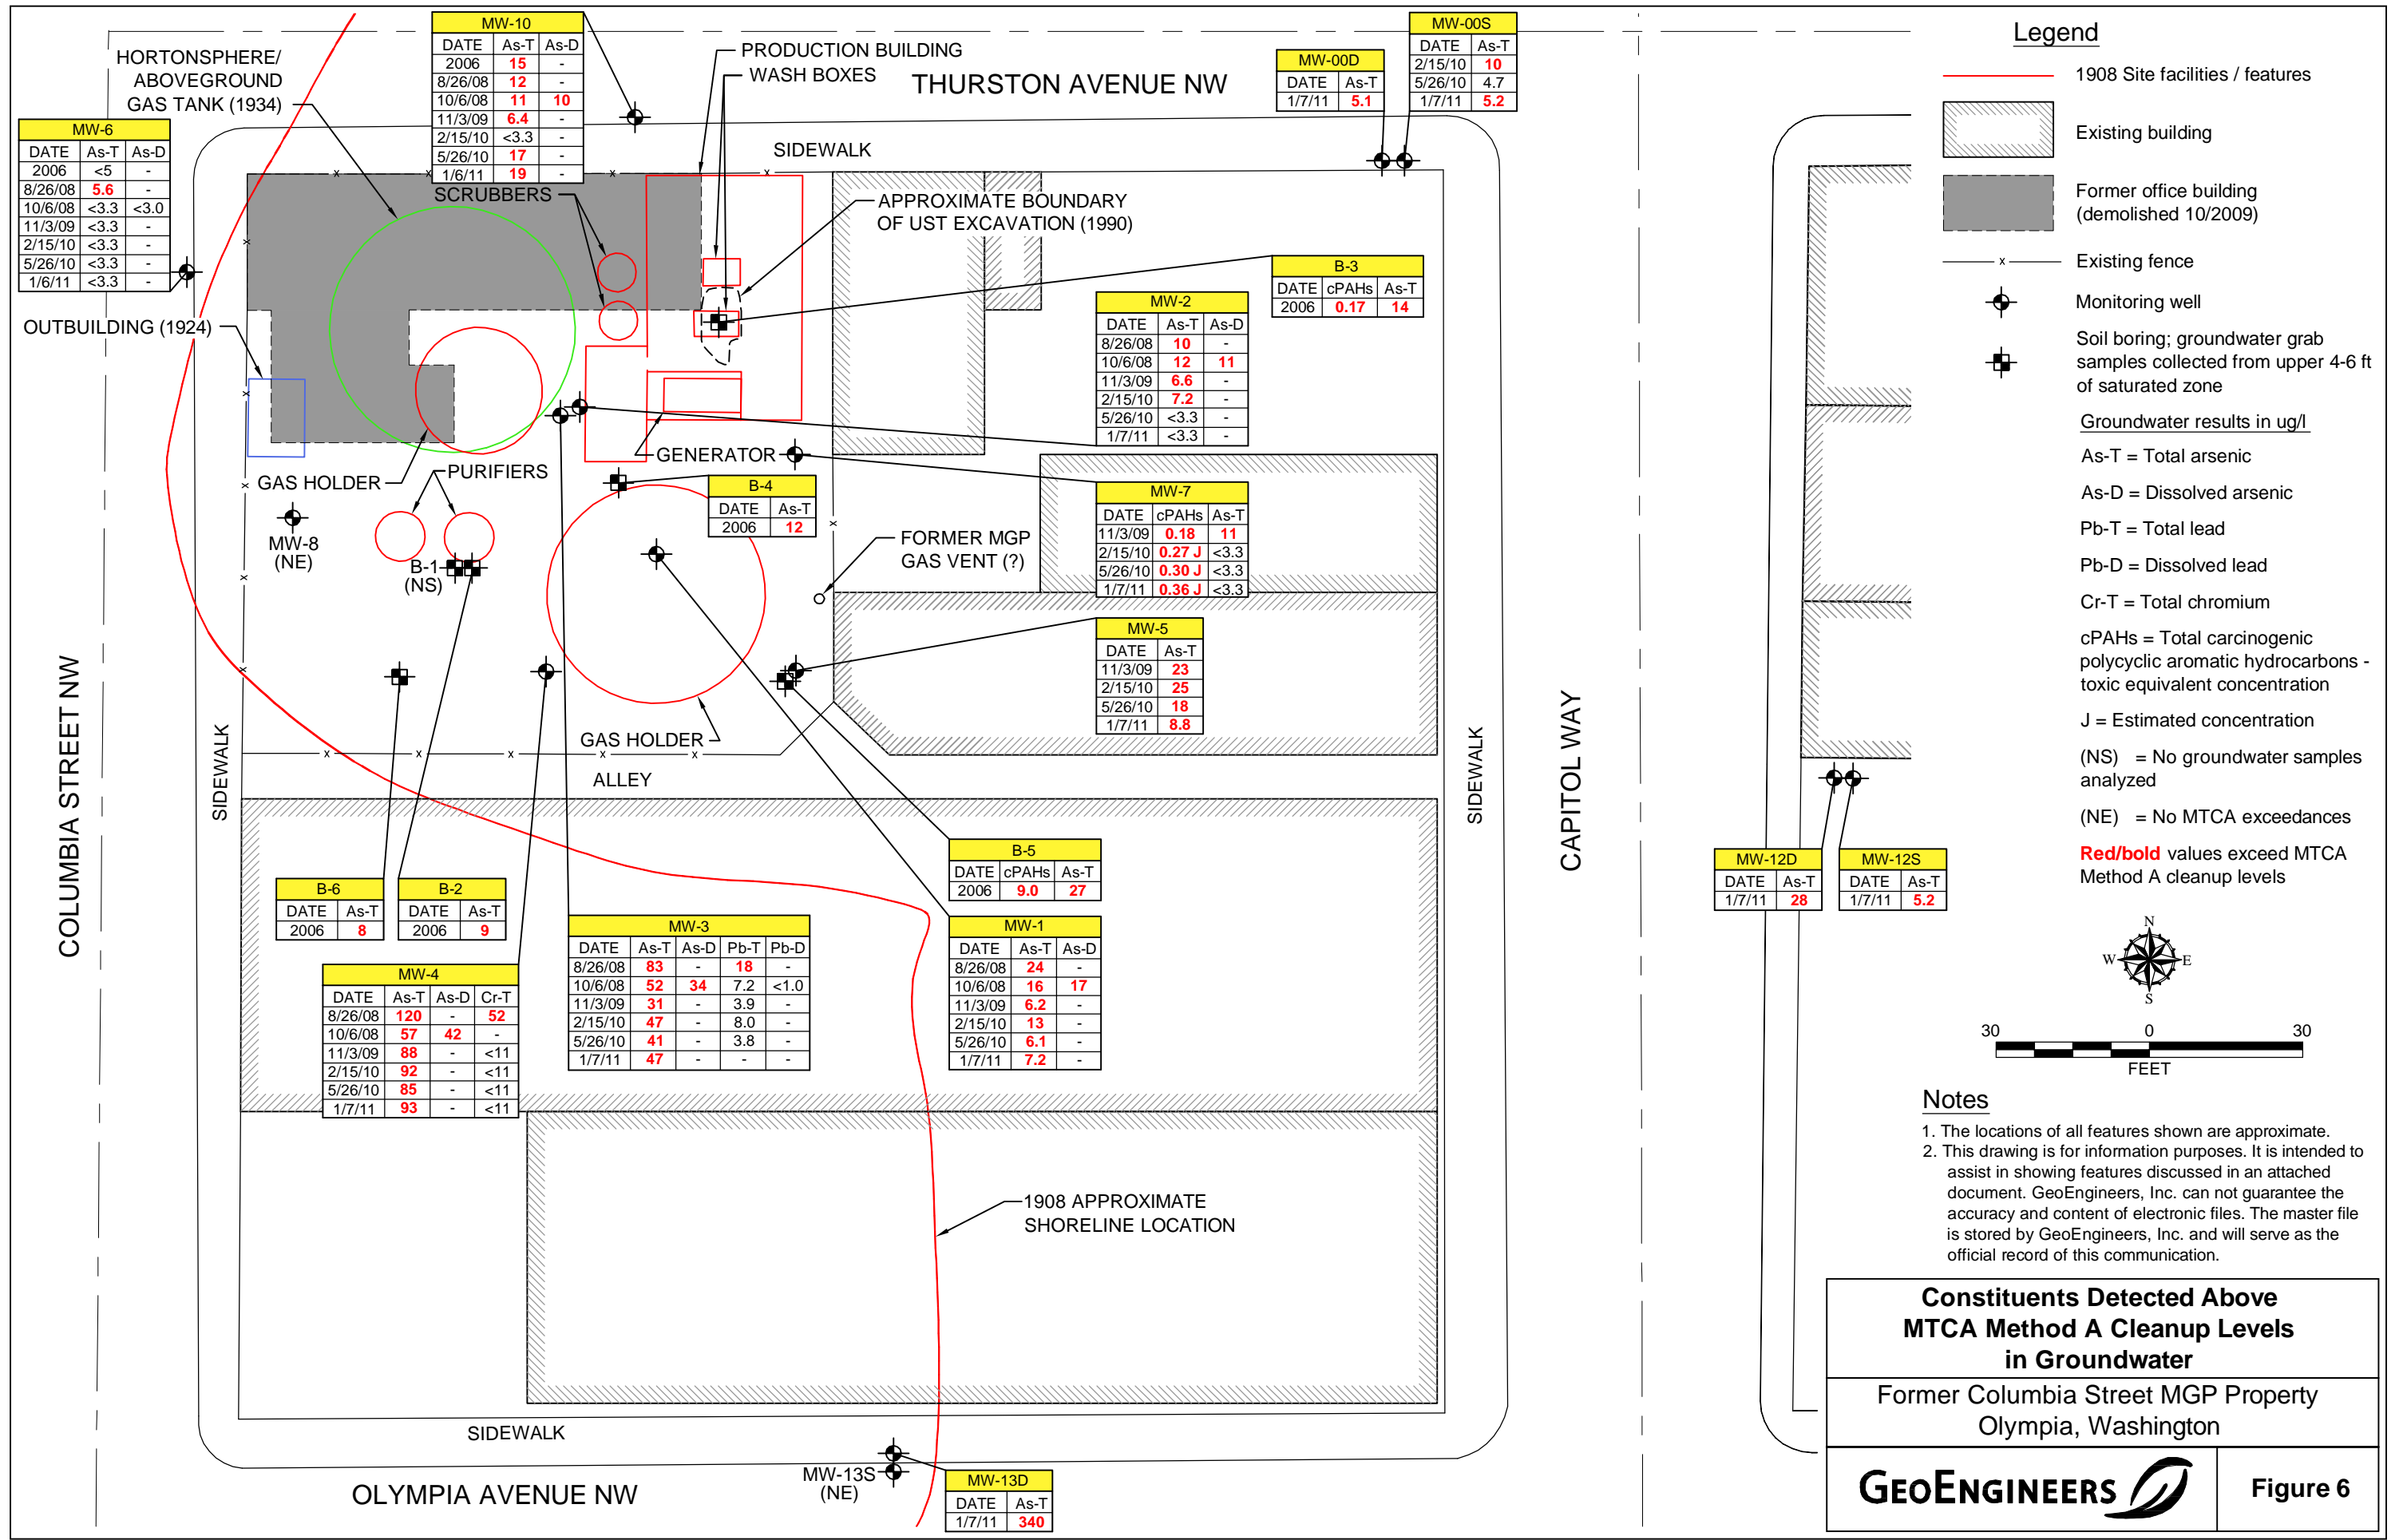 HORTONSPHERE/
ABOVEGROUND
GAS TANK (1934)
MW-10
DATE As-T As-D
2006 15 -
8/26/08 12 -
10/6/08 11 10
11/3/09 6.4 -
2/15/10 <3.3 -
5/26/10 17 -
1/6/11 19 -
PRODUCTION BUILDING
WASH BOXES
THURSTON AVENUE NW
MW-00D
DATE As-T
1/7/11 5.1
MW-00S
DATE As-T
2/15/10 10
5/26/10 4.7
1/7/11 5.2
MW-6
DATE As-T As-D
2006 <5 -
8/26/08 5.6 -
10/6/08 <3.3 <3.0
11/3/09 <3.3 -
2/15/10 <3.3 -
5/26/10 <3.3 -
1/6/11 <3.3 -
SIDEWALK
SCRUBBERS
APPROXIMATE BOUNDARY
OF UST EXCAVATION (1990)
B-3
DATE cPAHs As-T
2006 0.17 14
OUTBUILDING (1924)
MW-2
DATE As-T As-D
8/26/08 10 -
10/6/08 12 11
11/3/09 6.6 -
2/15/10 7.2 -
5/26/10 <3.3 -
1/7/11 <3.3 -
GENERATOR
GAS HOLDER
PURIFIERS
B-4
DATE As-T
2006 12
MW-7
DATE cPAHs As-T
11/3/09 0.18 11
2/15/10 0.27 J <3.3
5/26/10 0.30 J <3.3
1/7/11 0.36 J <3.3
MW-8
(NE)
B-1
(NS)
FORMER MGP
GAS VENT (?)
MW-5
DATE As-T
11/3/09 23
2/15/10 25
5/26/10 18
1/7/11 8.8
COLUMBIA STREET NW
SIDEWALK
GAS HOLDER
ALLEY
SIDEWALK
CAPITOL WAY
B-5
DATE cPAHs As-T
2006 9.0 27
MW-12D
DATE As-T
1/7/11 28
MW-12S
DATE As-T
1/7/11 5.2
B-6
DATE As-T
2006 8
B-2
DATE As-T
2006 9
MW-3
DATE As-T As-D Pb-T Pb-D
8/26/08 83 - 18 -
10/6/08 52 34 7.2 <1.0
11/3/09 31 - 3.9 -
2/15/10 47 - 8.0 -
5/26/10 41 - 3.8 -
1/7/11 47 - - -
MW-1
DATE As-T As-D
8/26/08 24 -
10/6/08 16 17
11/3/09 6.2 -
2/15/10 13 -
5/26/10 6.1 -
1/7/11 7.2 -
MW-4
DATE As-T As-D Cr-T
8/26/08 120 - 52
10/6/08 57 42 -
11/3/09 88 - <11
2/15/10 92 - <11
5/26/10 85 - <11
1/7/11 93 - <11
1908 APPROXIMATE
SHORELINE LOCATION
SIDEWALK
MW-13S
(NE)
MW-13D
DATE As-T
1/7/11 340
OLYMPIA AVENUE NW
Legend
1908 Site facilities / features
Existing building
Former office building
(demolished 10/2009)
x Existing fence
Monitoring well
Soil boring; groundwater grab
samples collected from upper 4-6 ft
of saturated zone
Groundwater results in ug/l
As-T = Total arsenic
As-D = Dissolved arsenic
Pb-T = Total lead
Pb-D = Dissolved lead
Cr-T = Total chromium
cPAHs = Total carcinogenic
polycyclic aromatic hydrocarbons -
toxic equivalent concentration
J = Estimated concentration
(NS) = No groundwater samples
analyzed
(NE) = No MTCA exceedances
Red/bold values exceed MTCA
Method A cleanup levels
N
W E
S
30 0 30
FEET
Notes
1. The locations of all features shown are approximate.
2. This drawing is for information purposes. It is intended to
assist in showing features discussed in an attached
document. GeoEngineers, Inc. can not guarantee the
accuracy and content of electronic files. The master file
is stored by GeoEngineers, Inc. and will serve as the
official record of this communication.
Constituents Detected Above
MTCA Method A Cleanup Levels
in Groundwater
Former Columbia Street MGP Property
Olympia, Washington
GEOENGINEERS
Figure 6